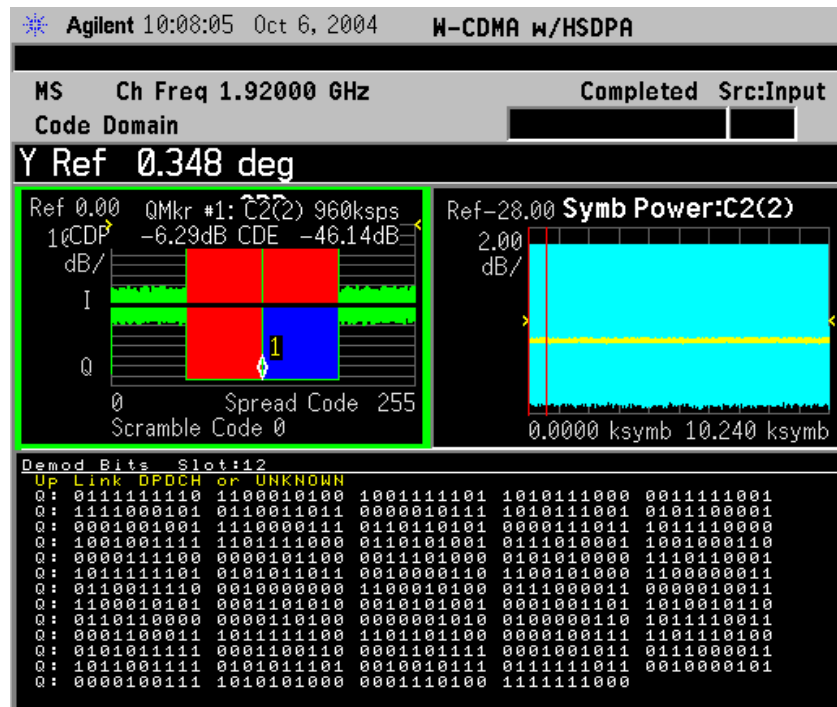 Agilent 10:08:05 Oct 6, 2004 W-CDMA w/HSDPA
MS Ch Freq 1.92000 GHz Completed Src:Input
Code Domain
Y Ref 0.348 deg
Ref 0.00 QMkr #1: C2(2) 960ksps
10 CDP -6.29dB CDE -46.14dB
dB/
I
1
Q
0 Spread Code 255
Scramble Code 0
Ref-28.00 Symb Power:C2(2)
2.00
dB/
0.0000 ksymb 10.240 ksymb
Demod Bits Slot:12
Up Link DPDCH or UNKNOWN
Q: 0111111110 1100010100 1001111101 1010111000 0011111001
Q: 1111000101 0110011011 0000010111 1010111001 0101100001
Q: 0001001001 1110000111 0110110101 0000111011 1011110000
Q: 1001001111 1101111000 0110101001 0111010001 1001000110
Q: 0000111100 0000101100 0011101000 0101010000 1110110001
Q: 1011111101 0101011011 0010000110 1100101000 1100000011
Q: 0110011110 0010000000 1100010100 0111000011 0000010011
Q: 1100010101 0000110101 0010101001 0001001101 1010010110
Q: 0110110000 0110001100 0001101010 0100000110 1011110011
Q: 0001100011 1011111100 1101101100 0000100111 1101110100
Q: 0101011111 0001100110 0000101111 0001001011 0111001011
Q: 1011001111 0101011101 0010010111 0111111011 0010000101
Q: 0000100111 1010101000 0001110100 1111111000